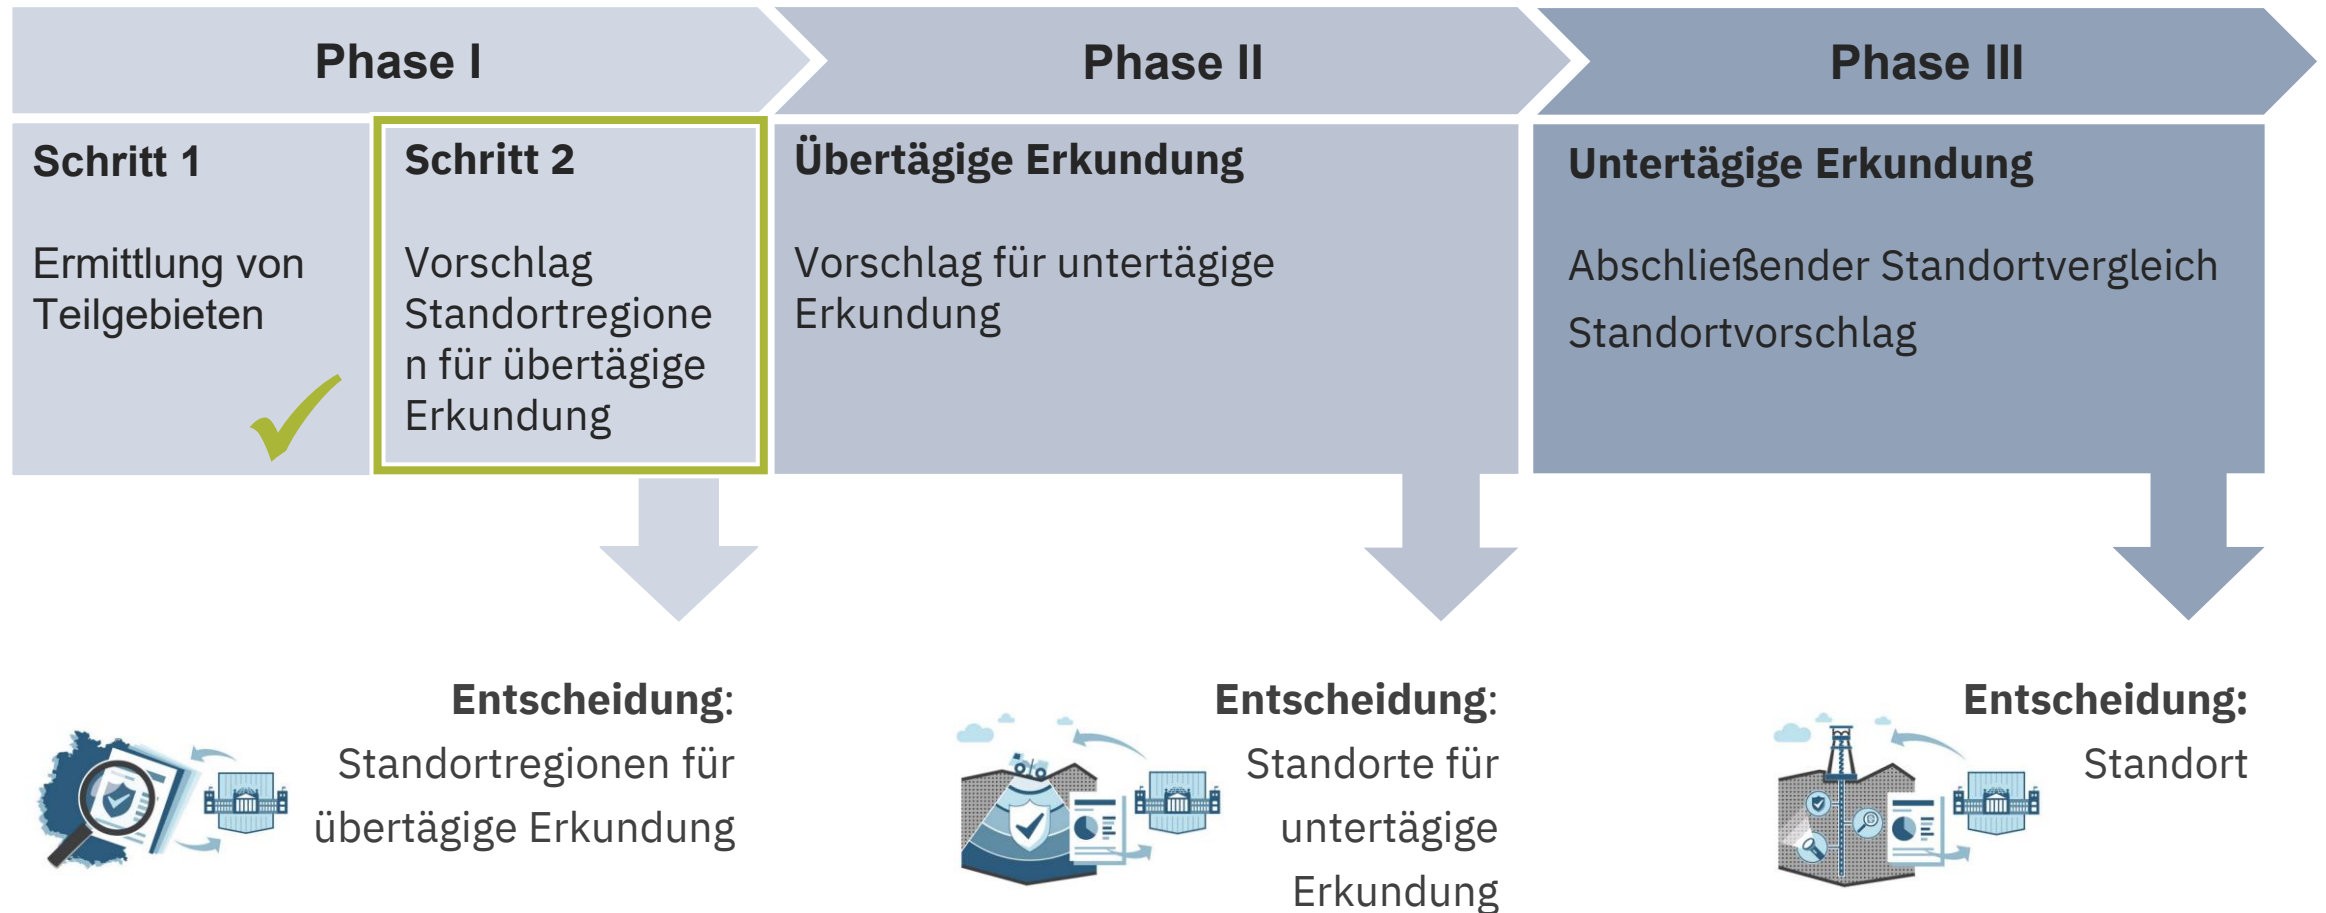 Phase I
Phase II
Phase III
Schritt 1
Ermittlung von
Teilgebieten
Schritt 2
Vorschlag
Standortregione
n für übertägige
Erkundung
Übertägige Erkundung
Vorschlag für untertägige
Erkundung
Untertägige Erkundung
Abschließender Standortvergleich
Standortvorschlag
Entscheidung:
Standortregionen für
übertägige Erkundung
Entscheidung:
Standorte für
untertägige
Erkundung
Entscheidung:
Standort